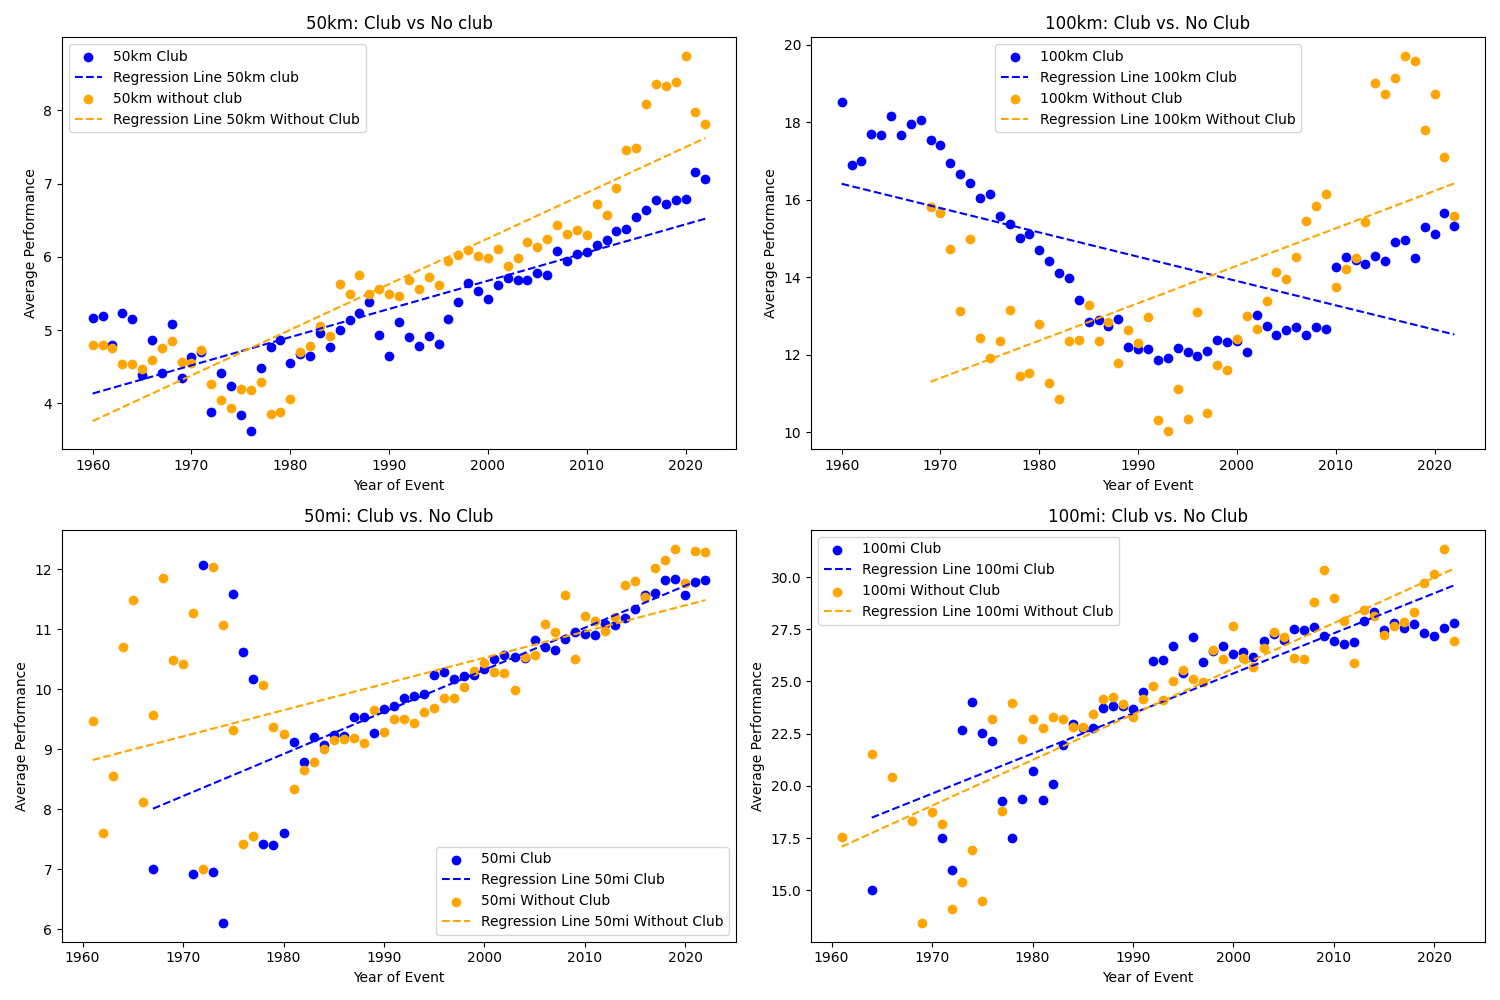 50km: Club vs No club
50km Club
Regression Line 50km club
50km without club
Regression Line 50km Without Club
Average Performance
8
7
6
5
4
1960 1970 1980 1990 2000 2010 2020
Year of Event
100km: Club vs. No Club
100km Club
Regression Line 100km Club
100km Without Club
Regression Line 100km Without Club
Average Performance
20
18
16
14
12
10
1960 1970 1980 1990 2000 2010 2020
Year of Event
50mi: Club vs. No Club
Average Performance
12
11
10
9
8
7
6
50mi Club
Regression Line 50mi Club
50mi Without Club
Regression Line 50mi Without Club
1960 1970 1980 1990 2000 2010 2020
Year of Event
100mi: Club vs. No Club
100mi Club
Regression Line 100mi Club
100mi Without Club
Regression Line 100mi Without Club
Average Performance
30.0
27.5
25.0
22.5
20.0
17.5
15.0
1960 1970 1980 1990 2000 2010 2020
Year of Event